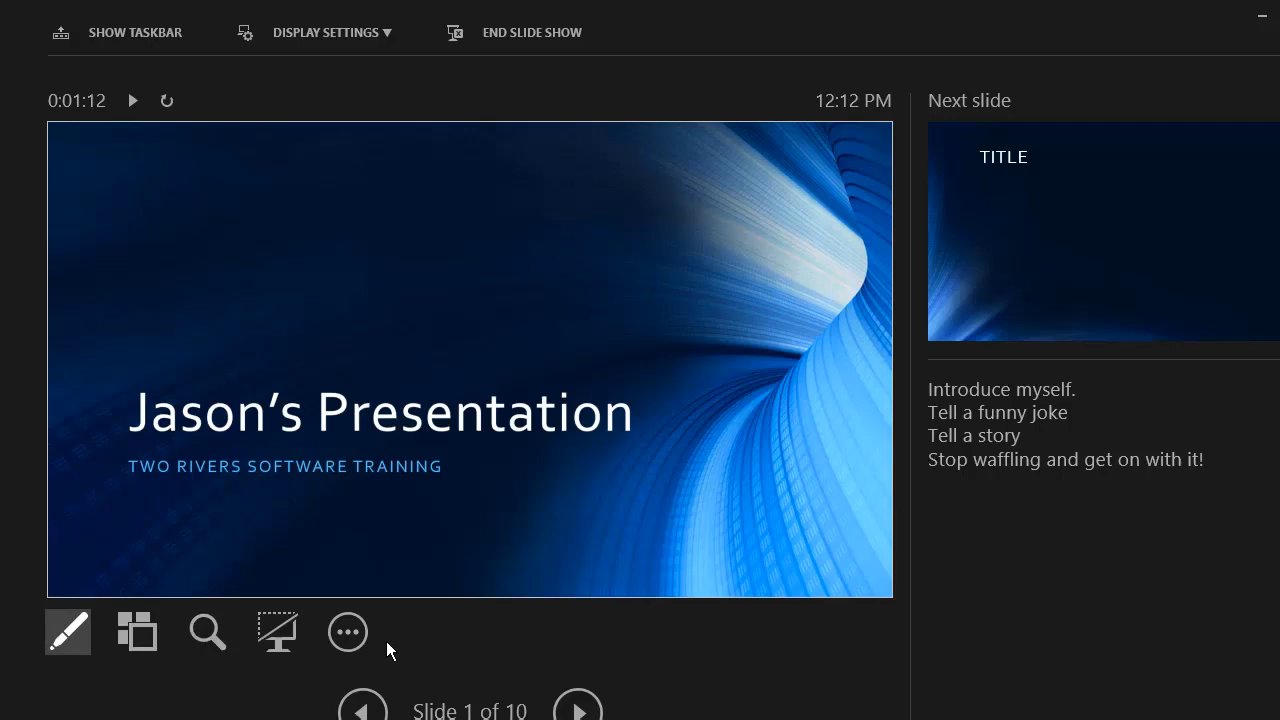 SHOW TASKBAR
DISPLAY SETTINGS ▼
END SLIDE SHOW
0:01:12
12:12 PM
Next slide
TITLE
Jason's Presentation
TWO RIVERS SOFTWARE TRAINING
Introduce myself.
Tell a funny joke
Tell a story
Stop waffling and get on with it!
Slide 1 of 10